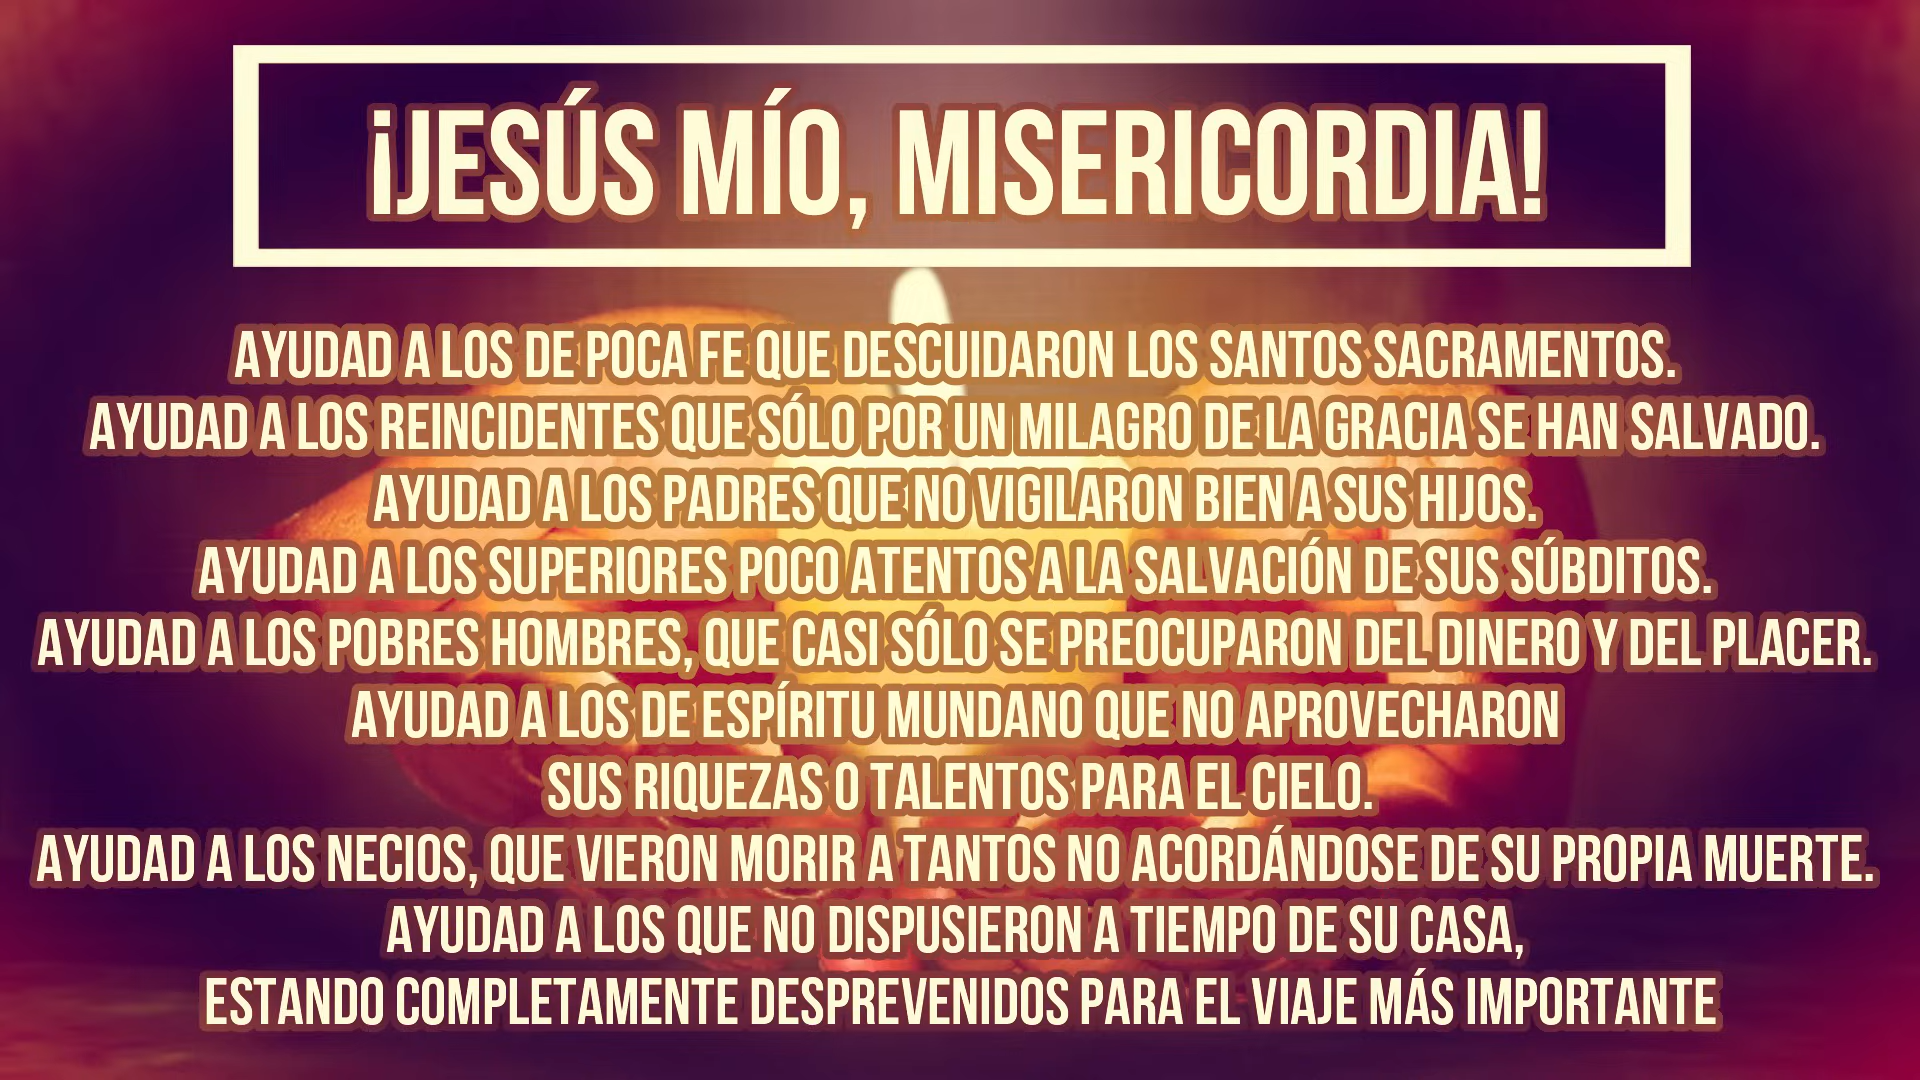 ¡JESÚS MÍO, MISERICORDIA!
AYUDAD A LOS DE POCA FE QUE DESCUIDARON LOS SANTOS SACRAMENTOS.
AYUDAD A LOS REINCIDENTES QUE SÓLO POR UN MILAGRO DE LA GRACIA SE HAN SALVADO.
AYUDAD A LOS PADRES QUE NO VIGILARON BIEN A SUS HIJOS.
AYUDAD A LOS SUPERIORES POCO ATENTOS A LA SALVACIÓN DE SUS SÚBDITOS.
AYUDAD A LOS POBRES HOMBRES, QUE CASI SÓLO SE PREOCUPARON DEL DINERO Y DEL PLACER.
AYUDAD A LOS DE ESPÍRITU MUNDANO QUE NO APROVECHARON
SUS RIQUEZAS O TALENTOS PARA EL CIELO.
AYUDAD A LOS NECIOS, QUE VIERON MORIR A TANTOS NO ACORDÁNDOSE DE SU PROPIA MUERTE.
AYUDAD A LOS QUE NO DISPUSIERON A TIEMPO DE SU CASA,
ESTANDO COMPLETAMENTE DESPREVENIDOS PARA EL VIAJE MÁS IMPORTANTE